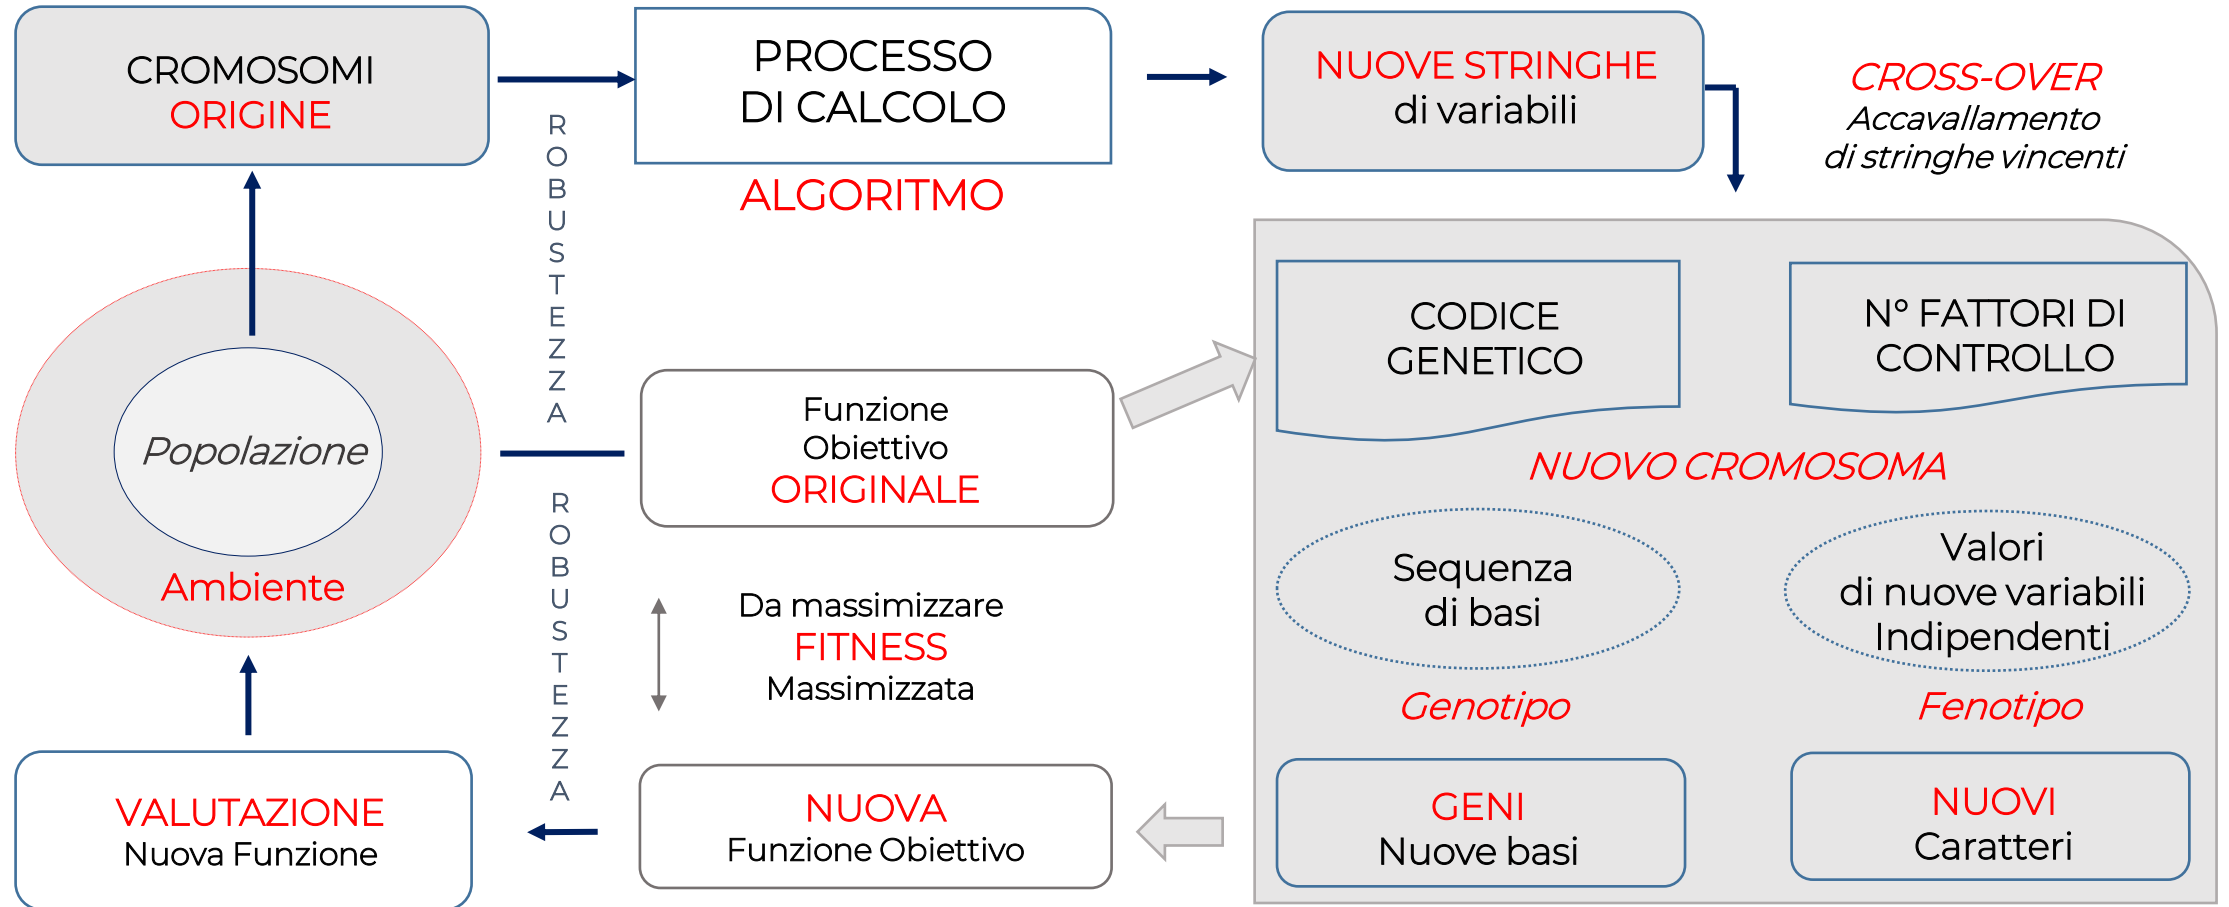 CROMOSOMI
ORIGINE
PROCESSO
DI CALCOLO
ALGORITMO
NUOVE STRINGHE
di variabili
CROSS-OVER
Accavallamento
di stringhe vincenti
ROBUSTEZZA
Popolazione
Ambiente
Funzione
Obiettivo
ORIGINALE
CODICE
GENETICO
N° FATTORI DI
CONTROLLO
NUOVO CROMOSOMA
Sequenza
di basi
Valori
di nuove variabili
Indipendenti
Genotipo
Fenotipo
ROBUSTEZZA
Da massimizzare
FITNESS
Massimizzata
VALUTAZIONE
Nuova Funzione
NUOVA
Funzione Obiettivo
GENI
Nuove basi
NUOVI
Caratteri